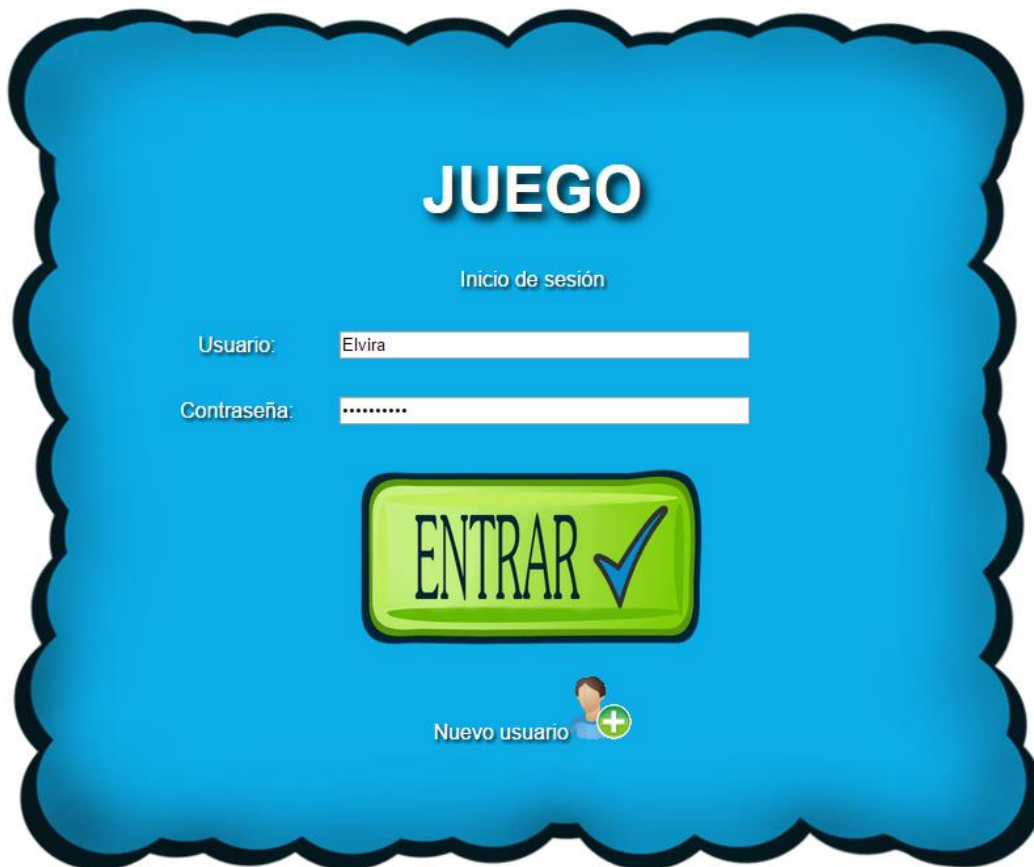 JUEGO
Inicio de sesión
Usuario: Elvira
Contraseña: ••••••••••
ENTRAR
Nuevo usuario